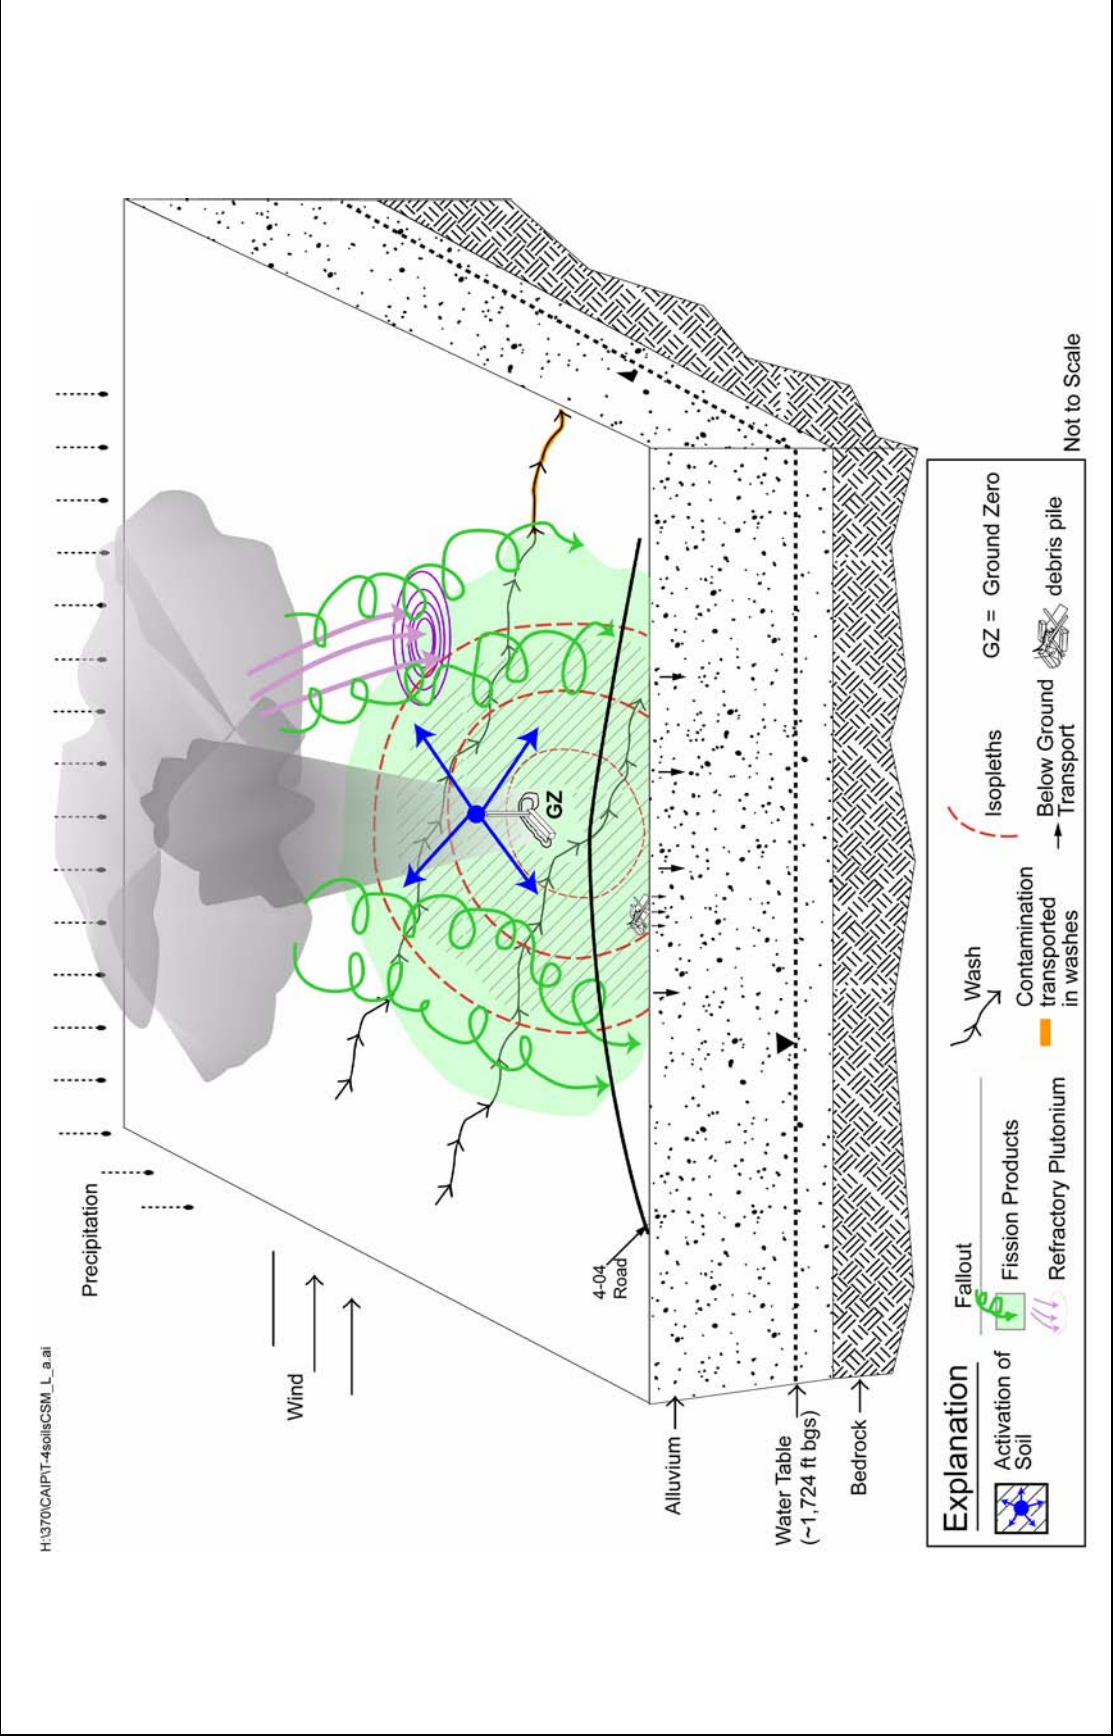 H:\370\CAIP\T-4soilsCSM_L_a.ai
Precipitation
Wind
4-04
Road
GZ
Alluvium
Water Table
(~1,724 ft bgs)
Bedrock
Explanation
Activation of
Soil
Fallout
Fission Products
Refractory Plutonium
Wash
Contamination
transported
in washes
Isopleths
Below Ground
Transport
GZ = Ground Zero
debris pile
Not to Scale